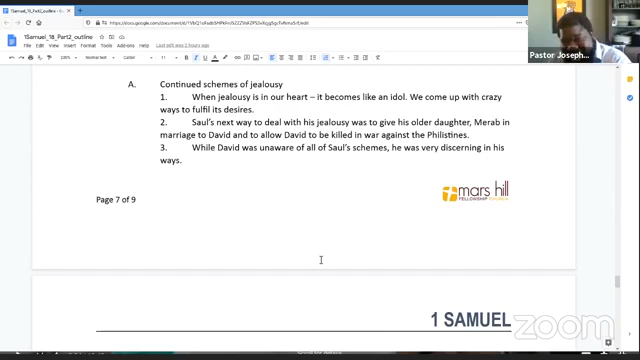 1Samuel_18_Part2_outline
File Edit View Insert Format Tools Add-ons Help
Last edit was 2 hours ago
Pastor Joseph...
A. Continued schemes of jealousy
1. When jealousy is in our heart – it becomes like an idol. We come up with crazy
ways to fulfil its desires.
2. Saul's next way to deal with his jealousy was to give his older daughter, Merab in
marriage to David and to allow David to be killed in war against the Philistines.
3. While David was unaware of all of Saul's schemes, he was very discerning in his
ways.
mars hill
FELLOWSHIP CHURCH
Page 7 of 9
1 SAMUEL
zoom
Scroll for details